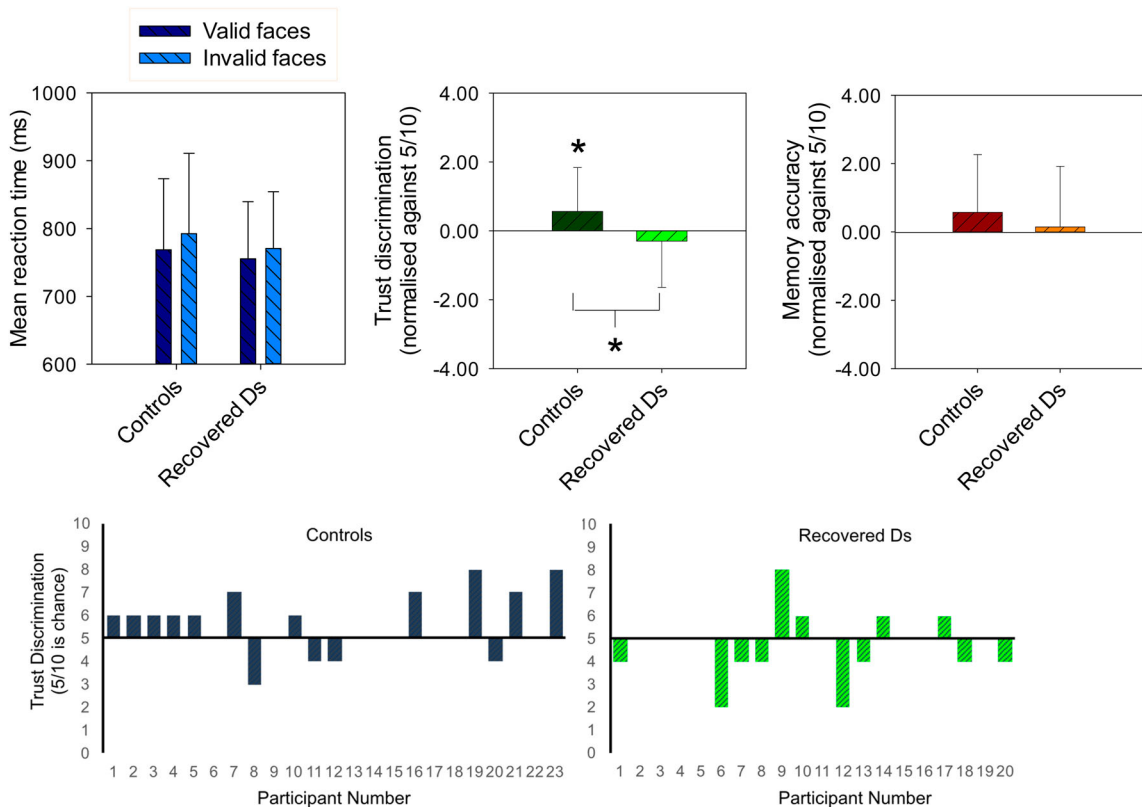 Valid faces
Invalid faces
Mean reaction time (ms)
1000
900
800
700
600
Controls
Recovered Ds
Trust discrimination
(normalised against 5/10)
4.00
2.00
0.00
-2.00
-4.00
*
*
Controls
Recovered Ds
Memory accuracy
(normalised against 5/10)
4.00
2.00
0.00
-2.00
-4.00
Controls
Recovered Ds
Trust Discrimination
(5/10 is chance)
10
9
8
7
6
5
4
3
2
1
0
Controls
1 2 3 4 5 6 7 8 9 10 11 12 13 14 15 16 17 18 19 20 21 22 23
Participant Number
10
9
8
7
6
5
4
3
2
1
0
Recovered Ds
1 2 3 4 5 6 7 8 9 10 11 12 13 14 15 16 17 18 19 20
Participant Number